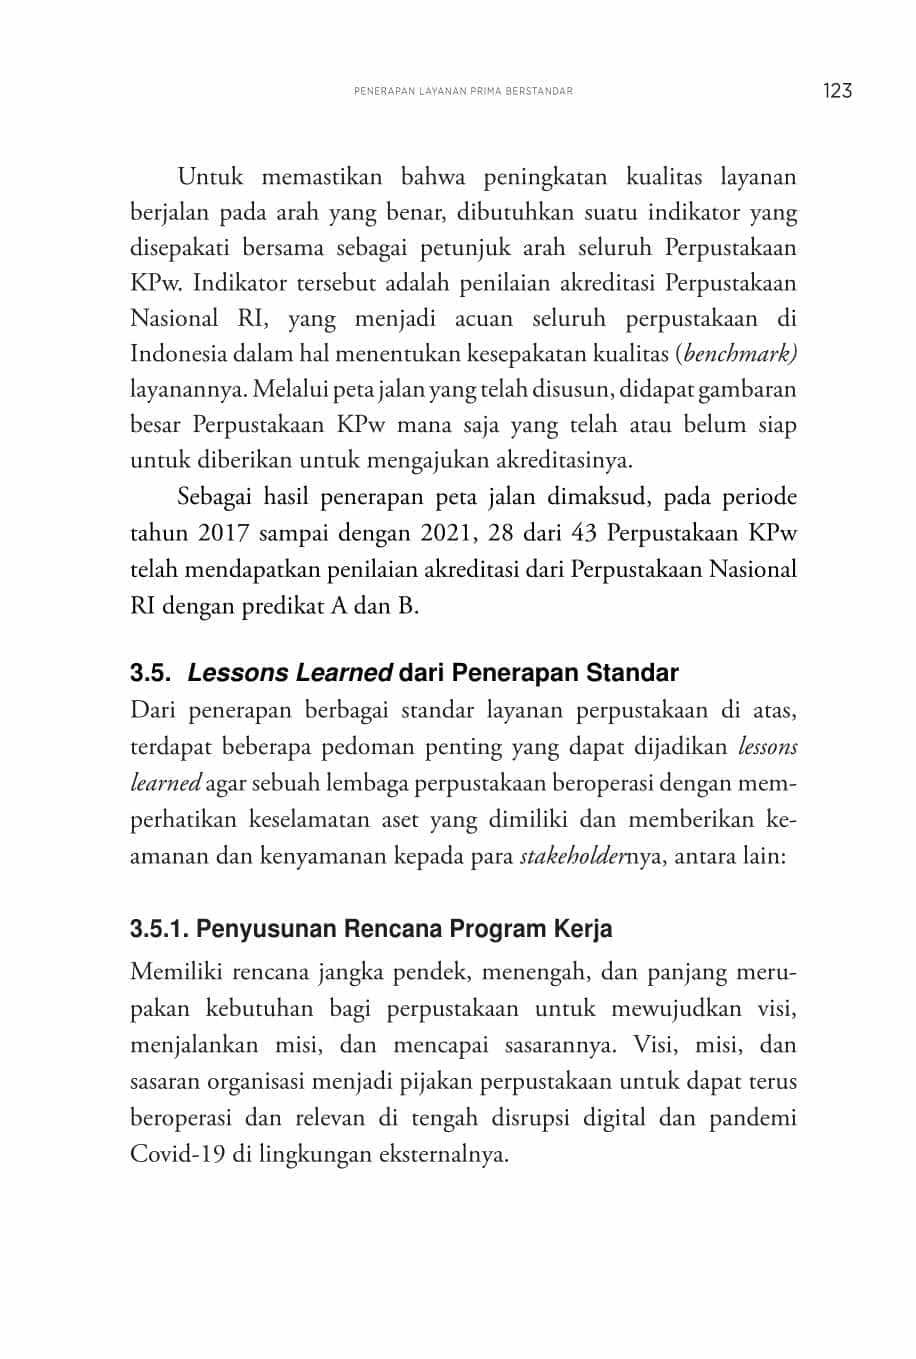 PENERAPAN LAYANAN PRIMA BERSTANDAR 123
Untuk memastikan bahwa peningkatan kualitas layanan
berjalan pada arah yang benar, dibutuhkan suatu indikator yang
disepakati bersama sebagai petunjuk arah seluruh Perpustakaan
KPw. Indikator tersebut adalah penilaian akreditasi Perpustakaan
Nasional RI, yang menjadi acuan seluruh perpustakaan di
Indonesia dalam hal menentukan kesepakatan kualitas (benchmark)
layanannya. Melalui peta jalan yang telah disusun, didapat gambaran
besar Perpustakaan KPw mana saja yang telah atau belum siap
untuk diberikan untuk mengajukan akreditasinya.
Sebagai hasil penerapan peta jalan dimaksud, pada periode
tahun 2017 sampai dengan 2021, 28 dari 43 Perpustakaan KPw
telah mendapatkan penilaian akreditasi dari Perpustakaan Nasional
RI dengan predikat A dan B.
3.5. Lessons Learned dari Penerapan Standar
Dari penerapan berbagai standar layanan perpustakaan di atas,
terdapat beberapa pedoman penting yang dapat dijadikan lessons
learned agar sebuah lembaga perpustakaan beroperasi dengan mem-
perhatikan keselamatan aset yang dimiliki dan memberikan ke-
amanan dan kenyamanan kepada para stakeholdernya, antara lain:
3.5.1. Penyusunan Rencana Program Kerja
Memiliki rencana jangka pendek, menengah, dan panjang meru-
pakan kebutuhan bagi perpustakaan untuk mewujudkan visi,
menjalankan misi, dan mencapai sasarannya. Visi, misi, dan
sasaran organisasi menjadi pijakan perpustakaan untuk dapat terus
beroperasi dan relevan di tengah disrupsi digital dan pandemi
Covid-19 di lingkungan eksternalnya.